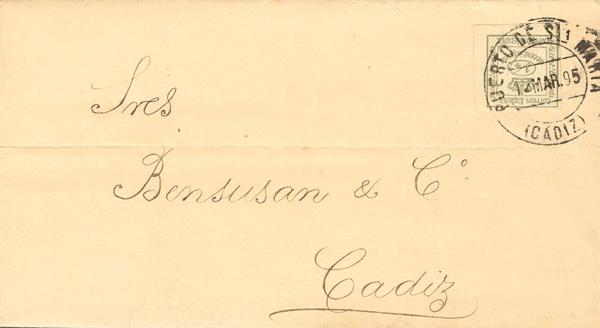 PUERTO DE STA MARIA
12 MAR.95
(CADIZ)
Sres
Bensusan & Cº
Cadiz